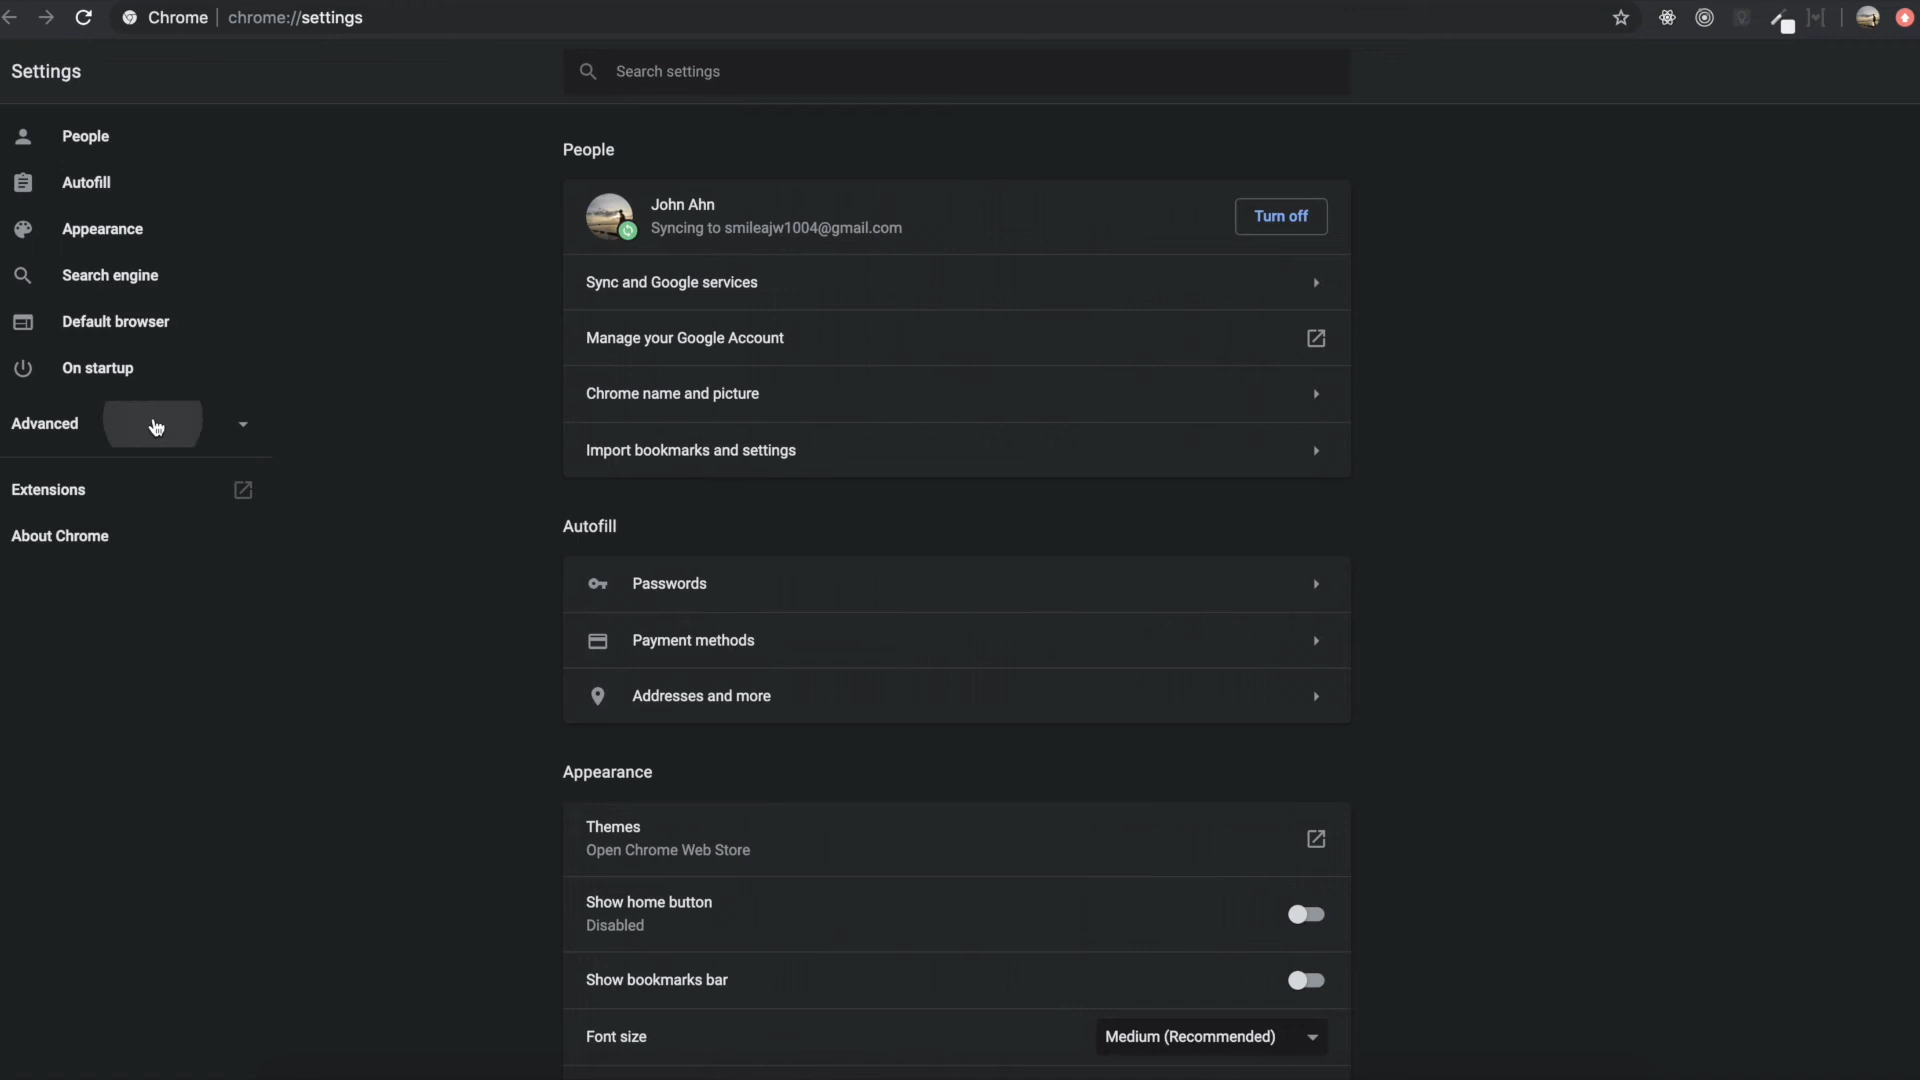 Chrome | chrome://settings
Settings
Search settings
People
Autofill
Appearance
Search engine
Default browser
On startup
Advanced
Extensions
About Chrome
People
John Ahn
Syncing to smileajw1004@gmail.com
Turn off
Sync and Google services
Manage your Google Account
Chrome name and picture
Import bookmarks and settings
Autofill
Passwords
Payment methods
Addresses and more
Appearance
Themes
Open Chrome Web Store
Show home button
Disabled
Show bookmarks bar
Font size
Medium (Recommended)